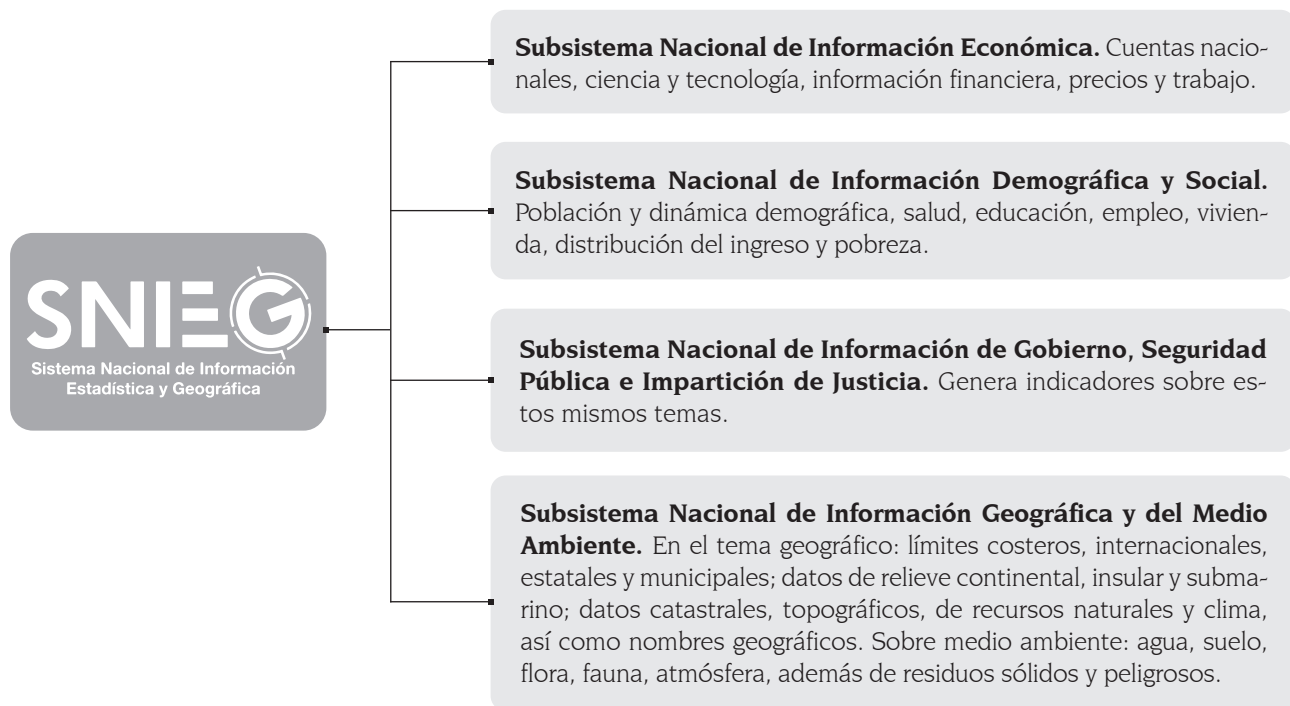 SNIEG
Sistema Nacional de Información
Estadística y Geográfica
Subsistema Nacional de Información Económica. Cuentas nacio-
nales, ciencia y tecnología, información financiera, precios y trabajo.
Subsistema Nacional de Información Demográfica y Social.
Población y dinámica demográfica, salud, educación, empleo, vivien-
da, distribución del ingreso y pobreza.
Subsistema Nacional de Información de Gobierno, Seguridad
Pública e Impartición de Justicia. Genera indicadores sobre es-
tos mismos temas.
Subsistema Nacional de Información Geográfica y del Medio
Ambiente. En el tema geográfico: límites costeros, internacionales,
estatales y municipales; datos de relieve continental, insular y subma-
rino; datos catastrales, topográficos, de recursos naturales y clima,
así como nombres geográficos. Sobre medio ambiente: agua, suelo,
flora, fauna, atmósfera, además de residuos sólidos y peligrosos.